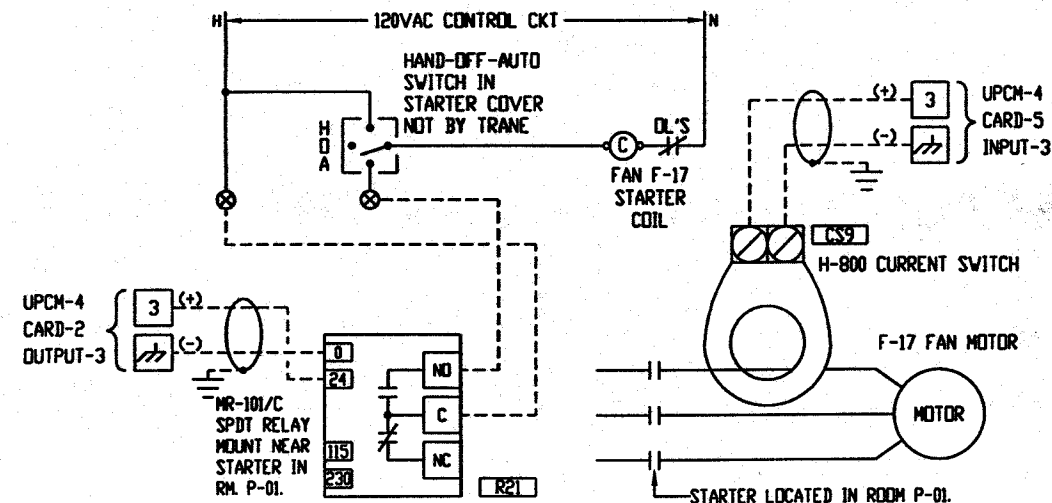 H
120VAC CONTROL CKT
N
HAND-OFF-AUTO
SWITCH IN
STARTER COVER
NOT BY TRANE
H
O
A
C
OL'S
FAN F-17
STARTER
COIL
(+)
3
(-)
UPCM-4
CARD-5
INPUT-3
CS9
H-800 CURRENT SWITCH
UPCM-4
CARD-2
OUTPUT-3
3
(+)
(-)
0
24
115
230
NO
C
NC
MR-101/C
SPDT RELAY
MOUNT NEAR
STARTER IN
RM. P-01.
R21
F-17 FAN MOTOR
MOTOR
STARTER LOCATED IN ROOM P-01.